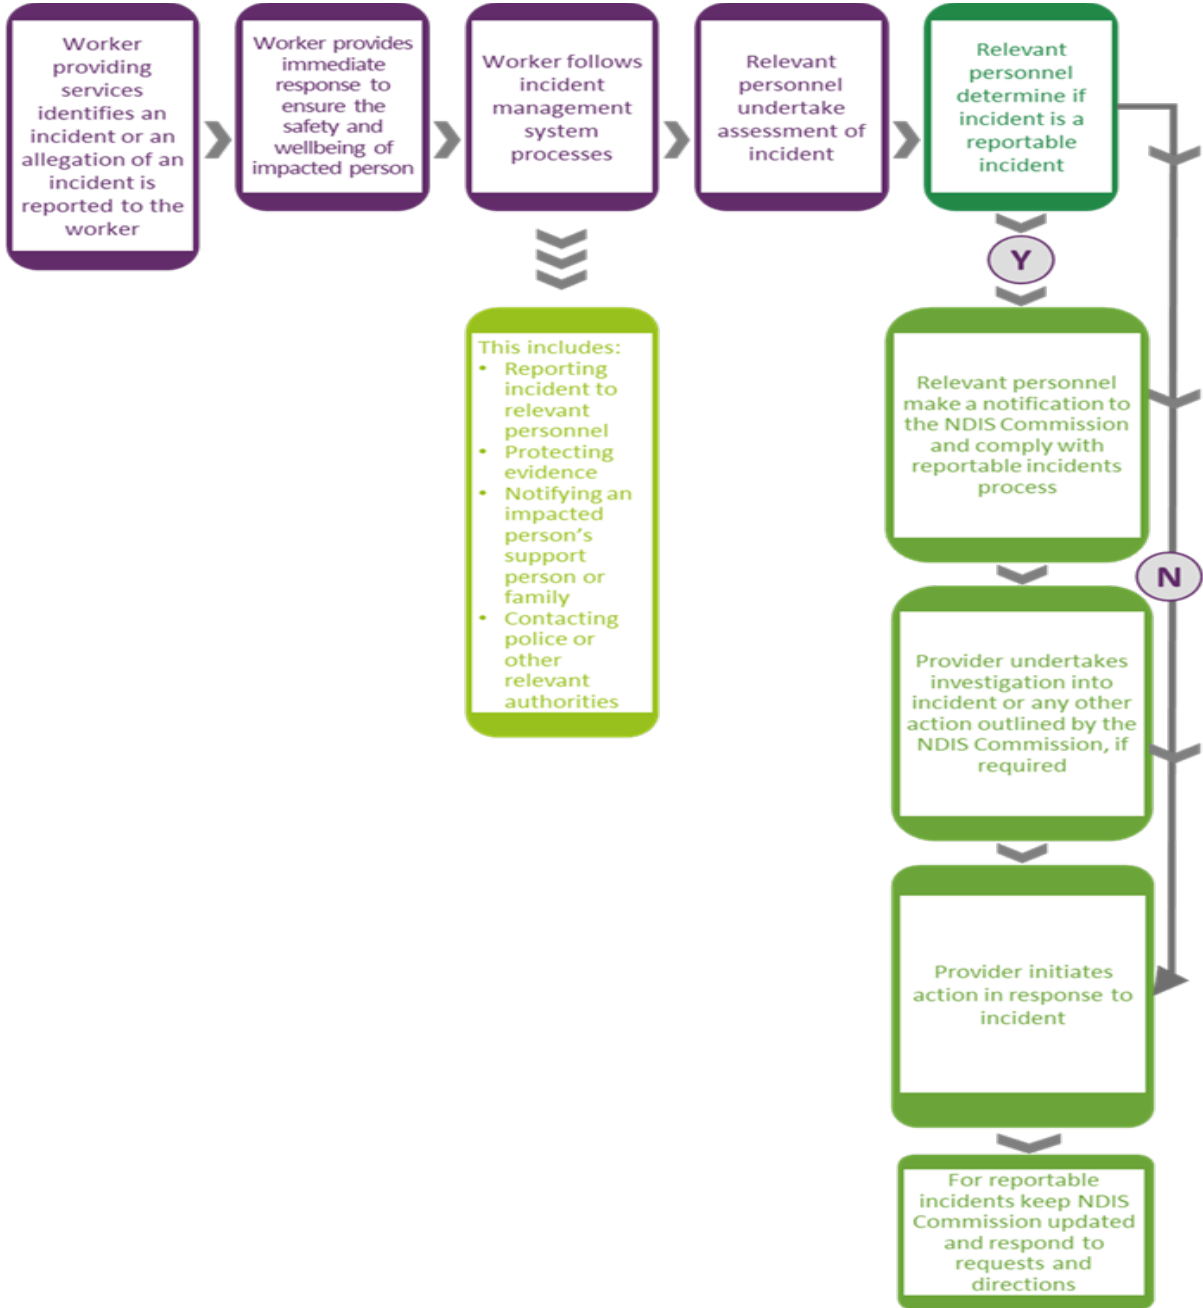 Worker
providing
services
identifies an
incident or an
allegation of an
incident is
reported to the
worker
Worker provides
immediate
response to
ensure the
safety and
wellbeing of
impacted person
Worker follows
incident
management
system
processes
Relevant
personnel
undertake
assessment of
incident
Relevant
personnel
determine if
incident is a
reportable
incident
Y
This includes:
• Reporting
incident to
relevant
personnel
• Protecting
evidence
• Notifying an
impacted
person's
support
person or
family
• Contacting
police or
other
relevant
authorities
Relevant personnel
make a notification to
the NDIS Commission
and comply with
reportable incidents
process
N
Provider undertakes
investigation into
incident or any other
action outlined by the
NDIS Commission, if
required
Provider initiates
action in response to
incident
For reportable
incidents keep NDIS
Commission updated
and respond to
requests and
directions